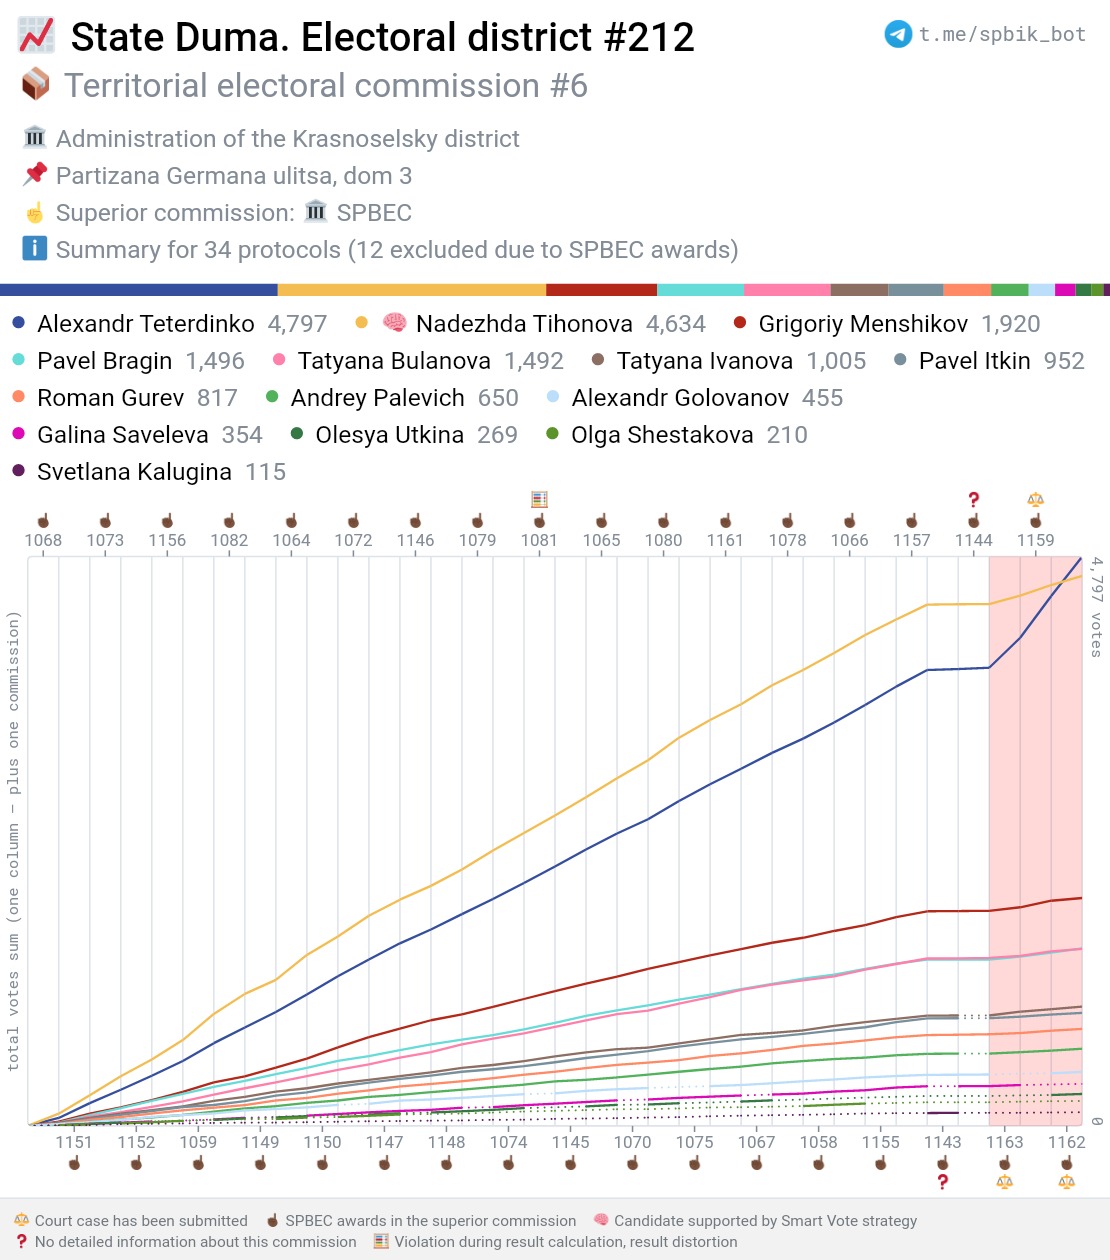 State Duma. Electoral district #212
t.me/spbik_bot
Territorial electoral commission #6
Administration of the Krasnoselsky district
Partizana Germana ulitsa, dom 3
Superior commission: SPBEC
Summary for 34 protocols (12 excluded due to SPBEC awards)
Alexandr Teterdinko 4,797 Nadezhda Tihonova 4,634 Grigoriy Menshikov 1,920
Pavel Bragin 1,496 Tatyana Bulanova 1,492 Tatyana Ivanova 1,005 Pavel Itkin 952
Roman Gurev 817 Andrey Palevich 650 Alexandr Golovanov 455
Galina Saveleva 354 Olesya Utkina 269 Olga Shestakova 210
Svetlana Kalugina 115
1068 1073 1156 1082 1064 1072 1146 1079 1081 1065 1080 1161 1078 1066 1157 1144 1159
4,797 votes
total votes sum (one column – plus one commission)
0
1151 1152 1059 1149 1150 1147 1148 1074 1145 1070 1075 1067 1058 1155 1143 1163 1162
Court case has been submitted SPBEC awards in the superior commission Candidate supported by Smart Vote strategy
No detailed information about this commission Violation during result calculation, result distortion